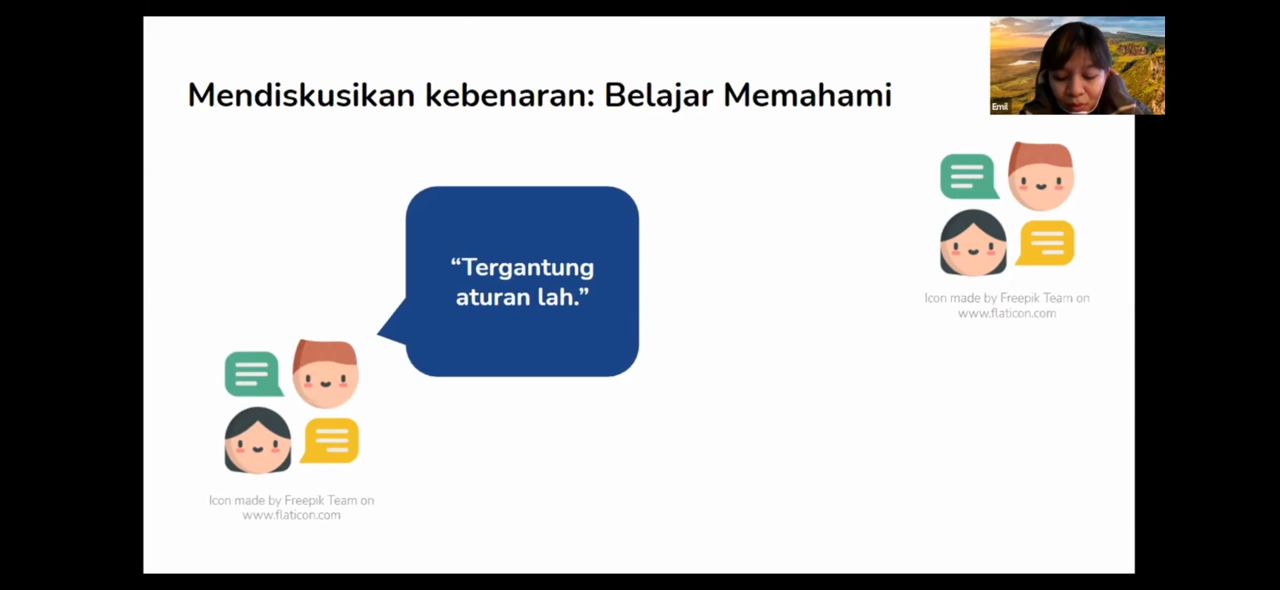 Mendiskusikan kebenaran: Belajar Memahami
Emil
“Tergantung
aturan lah.”
Icon made by Freepik Team on
www.flaticon.com
Icon made by Freepik Team on
www.flaticon.com